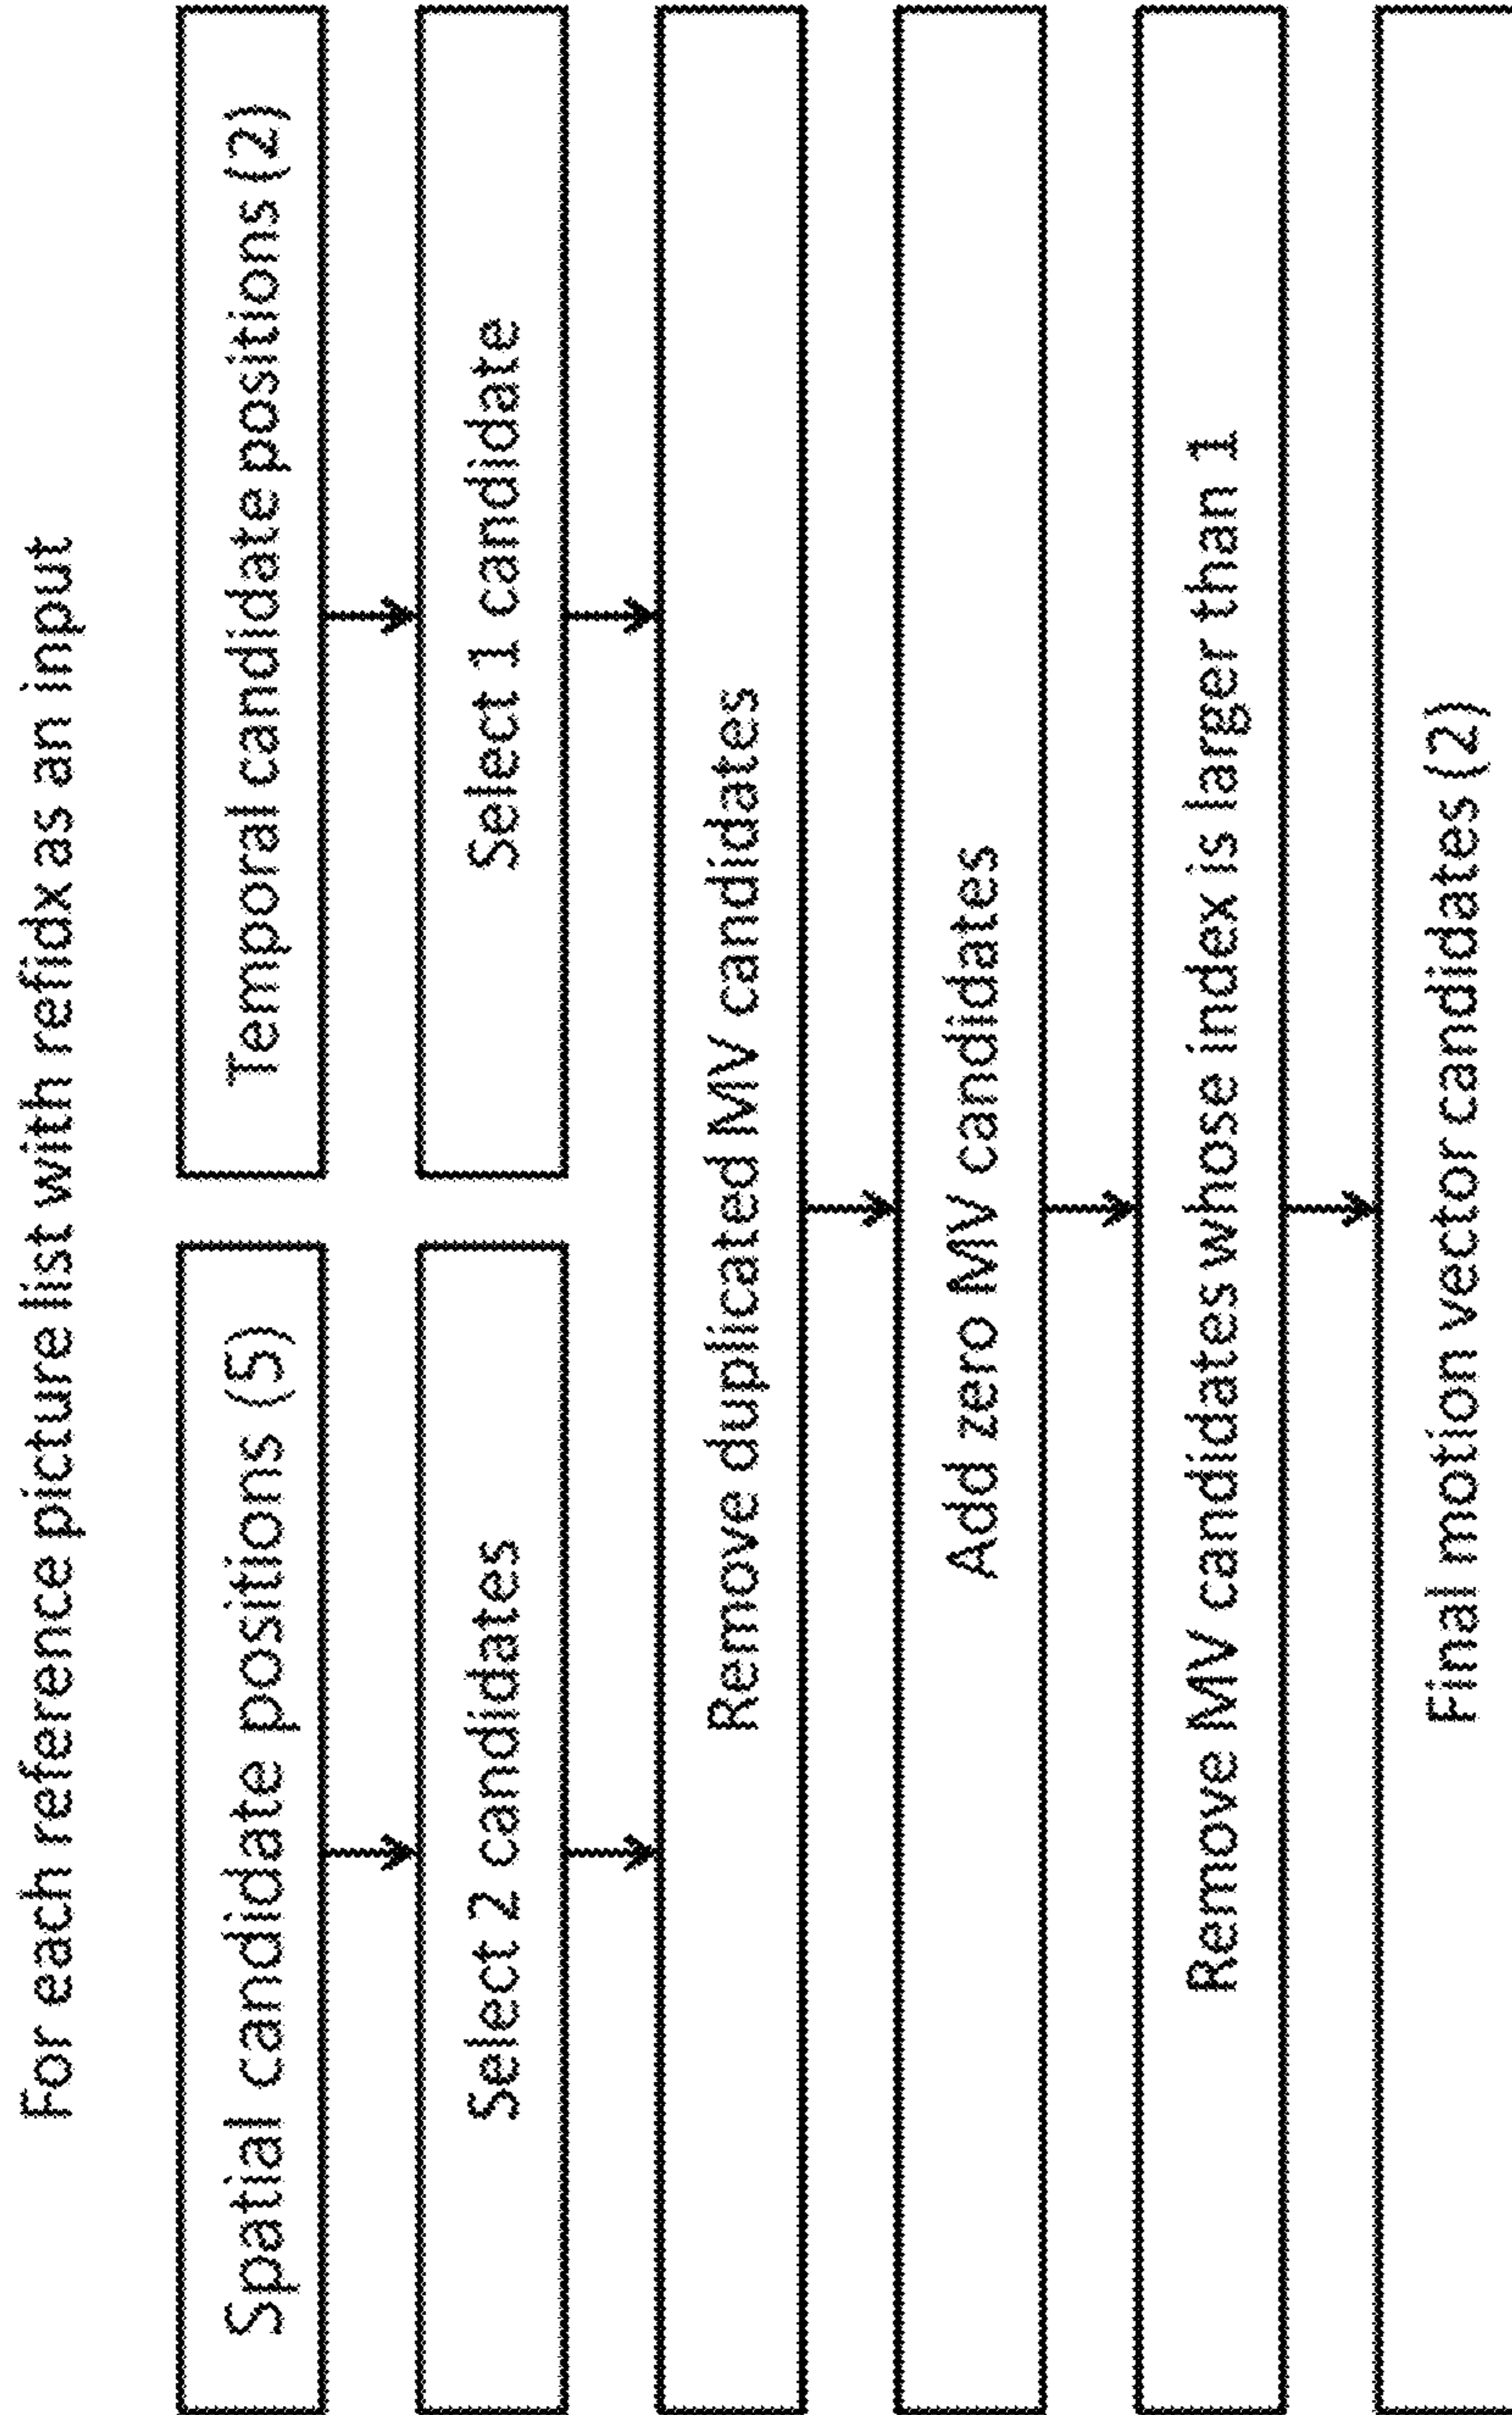 For each reference picture list with refidx as an input
Spatial candidate positions (5)
Temporal candidate positions (2)
Select 2 candidates
Select 1 candidate
Remove duplicated MV candidates
Add zero MV candidates
Remove MV candidates whose index is larger than 1
Final motion vector candidates (2)